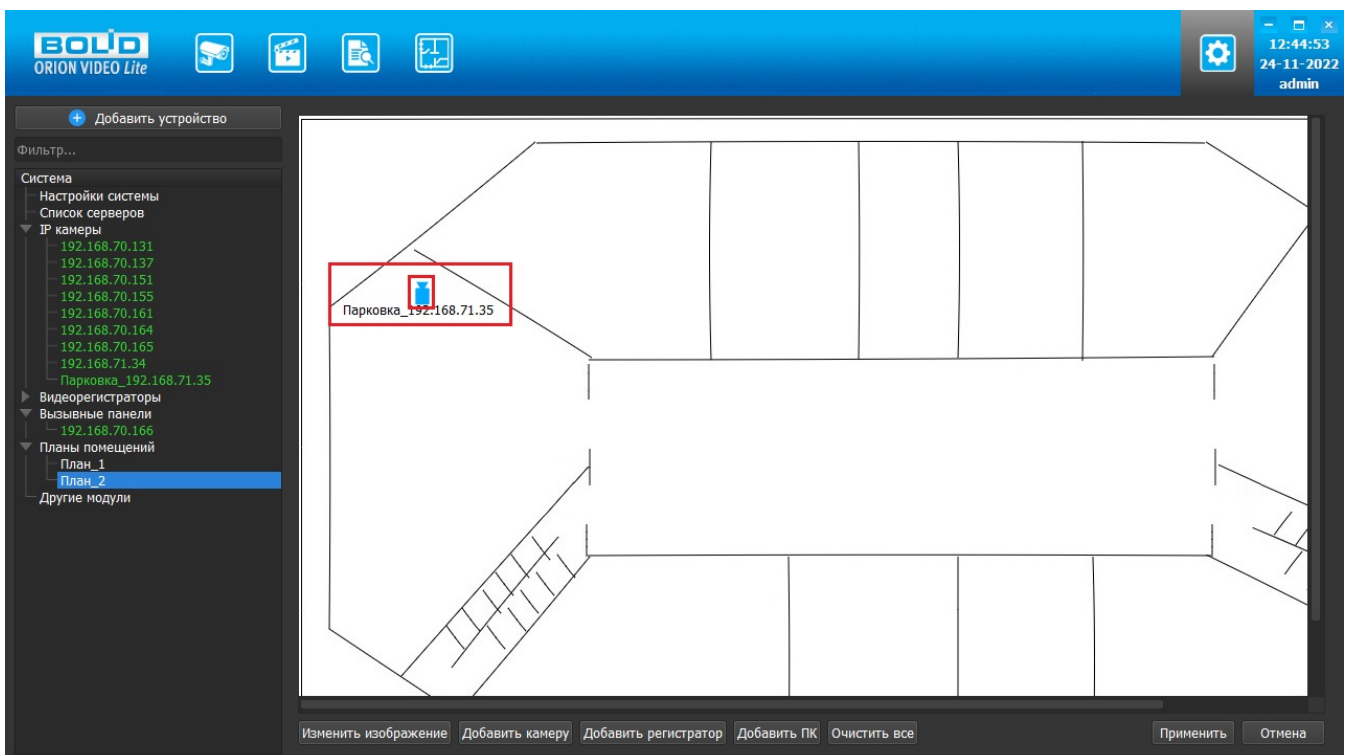 BOLID
ORION VIDEO Lite
12:44:53
24-11-2022
admin
Добавить устройство
Фильтр...
Система
Настройки системы
Список серверов
IP камеры
192.168.70.131
192.168.70.137
192.168.70.151
192.168.70.155
192.168.70.161
192.168.70.164
192.168.70.165
192.168.71.34
Парковка_192.168.71.35
Видеорегистраторы
Вызывные панели
192.168.70.166
Планы помещений
План_1
План_2
Другие модули
Парковка_192.168.71.35
Изменить изображение Добавить камеру Добавить регистратор Добавить ПК Очистить все Применить Отмена